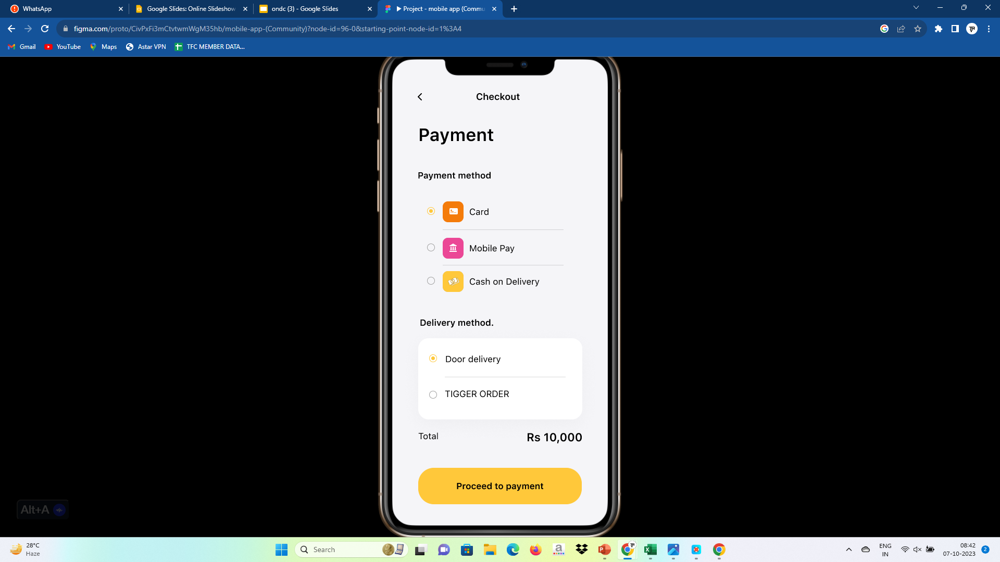 WhatsApp
Google Slides: Online Slideshow
ondc (3) - Google Slides
Project - mobile app (Commu
figma.com/proto/CivPxFi3mCtvtwmWgM35hb/mobile-app-(Community)?node-id=96-0&starting-point-node-id=1%3A4
Gmail
YouTube
Maps
Astar VPN
TFC MEMBER DATA...
Checkout
Payment
Payment method
Card
Mobile Pay
Cash on Delivery
Delivery method.
Door delivery
TIGGER ORDER
Total
Rs 10,000
Proceed to payment
Alt+A
28°C
Haze
Search
ENG
IN
08:42
07-10-2023
2